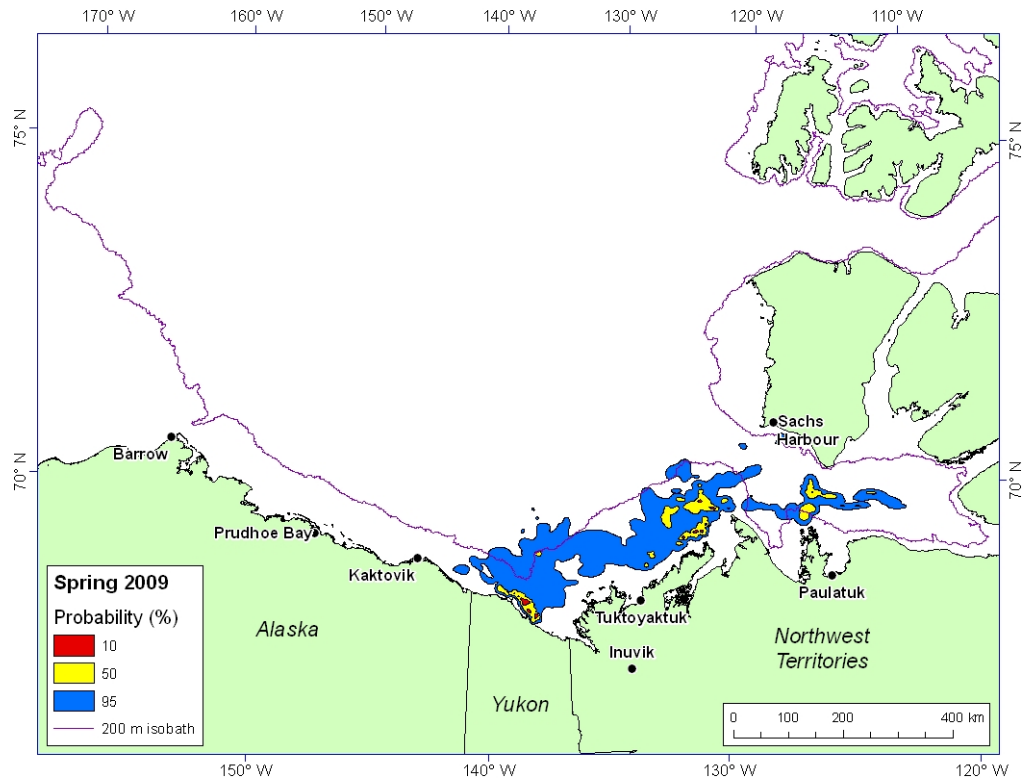 170° W 160° W 150° W 140° W 130° W 120° W 110° W
75° N
75° N
Sachs
Harbour
Barrow
70° N
70° N
Prudhoe Bay
Kaktovik
Paulatuk
Tuktoyaktuk
Alaska
Northwest
Territories
Inuvik
Yukon
Spring 2009
Probability (%)
10
50
95
200 m isobath
0 100 200 400 km
150° W 140° W 130° W 120° W